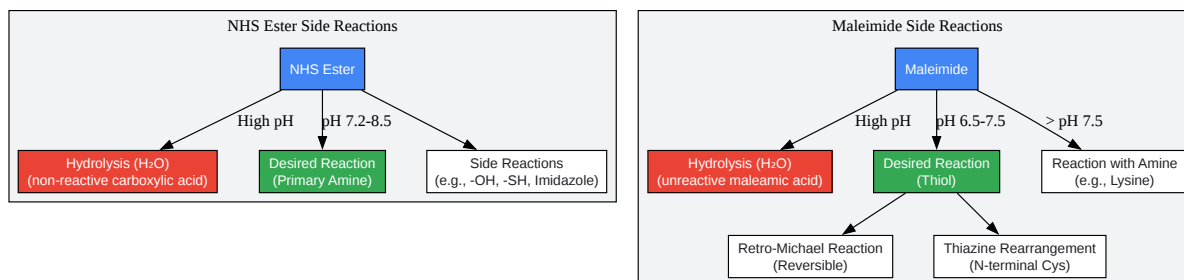 NHS Ester Side Reactions
NHS Ester
High pH
pH 7.2-8.5
Hydrolysis (H₂O)
(non-reactive carboxylic acid)
Desired Reaction
(Primary Amine)
Side Reactions
(e.g., -OH, -SH, Imidazole)
Maleimide Side Reactions
Maleimide
High pH
pH 6.5-7.5
> pH 7.5
Hydrolysis (H₂O)
(unreactive maleamic acid)
Desired Reaction
(Thiol)
Reaction with Amine
(e.g., Lysine)
Retro-Michael Reaction
(Reversible)
Thiazine Rearrangement
(N-terminal Cys)